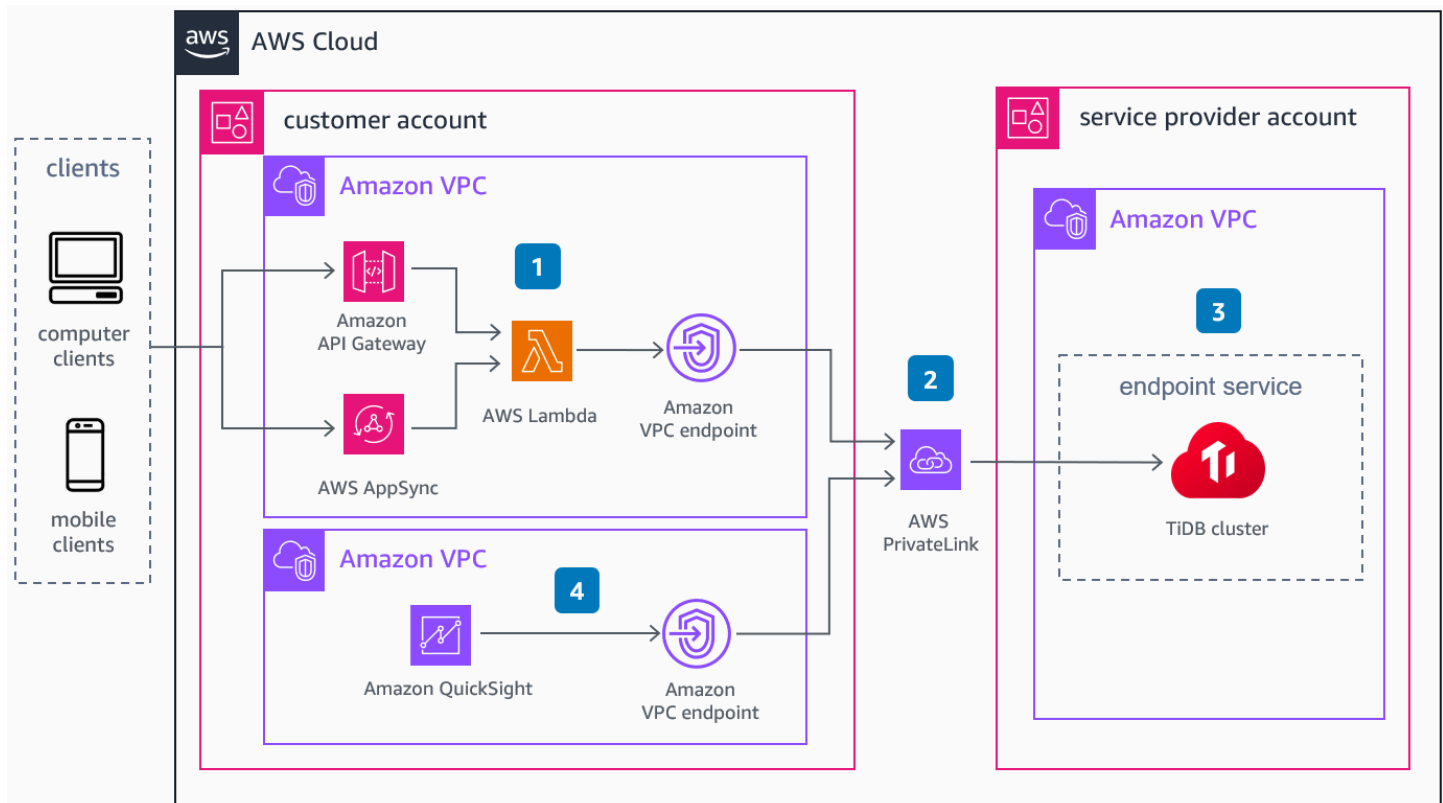 aws
AWS Cloud
customer account
service provider account
clients
computer
clients
mobile
clients
Amazon VPC
Amazon
API Gateway
AWS AppSync
1
AWS Lambda
Amazon
VPC endpoint
Amazon VPC
Amazon QuickSight
4
Amazon
VPC endpoint
2
AWS
PrivateLink
Amazon VPC
3
endpoint service
Ti
TiDB cluster